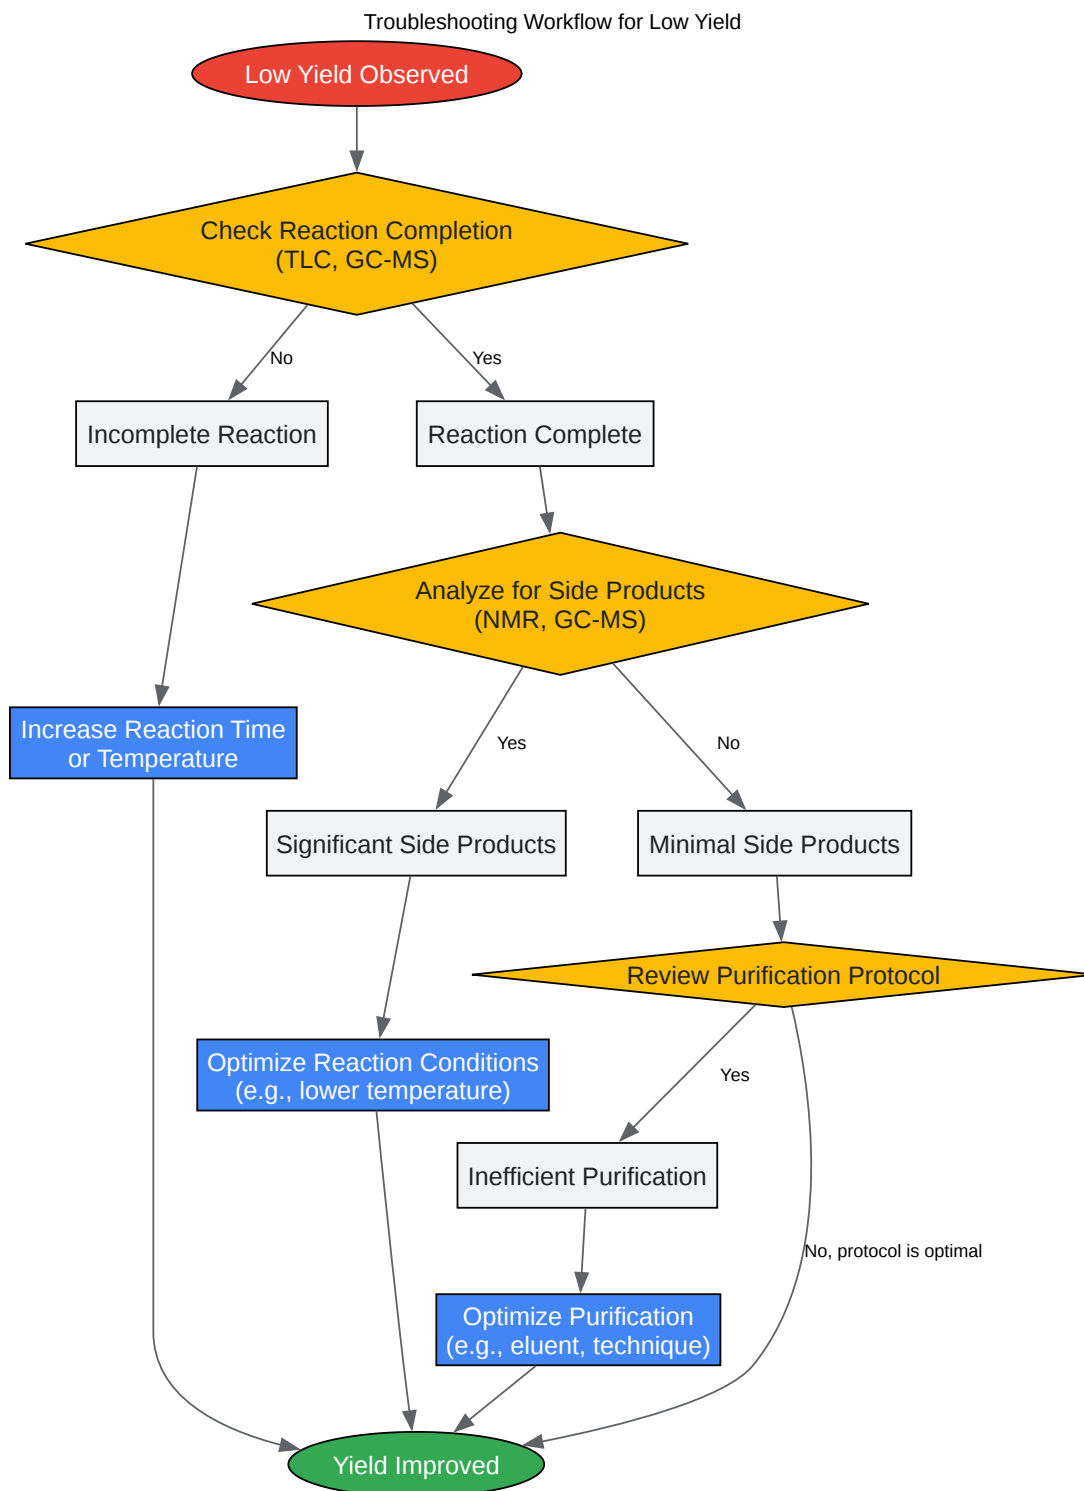 Troubleshooting Workflow for Low Yield
Low Yield Observed
Check Reaction Completion
(TLC, GC-MS)
No
Yes
Incomplete Reaction
Reaction Complete
Analyze for Side Products
(NMR, GC-MS)
Increase Reaction Time
or Temperature
Yes
No
Significant Side Products
Minimal Side Products
Review Purification Protocol
Optimize Reaction Conditions
(e.g., lower temperature)
Yes
Inefficient Purification
No, protocol is optimal
Optimize Purification
(e.g., eluent, technique)
Yield Improved